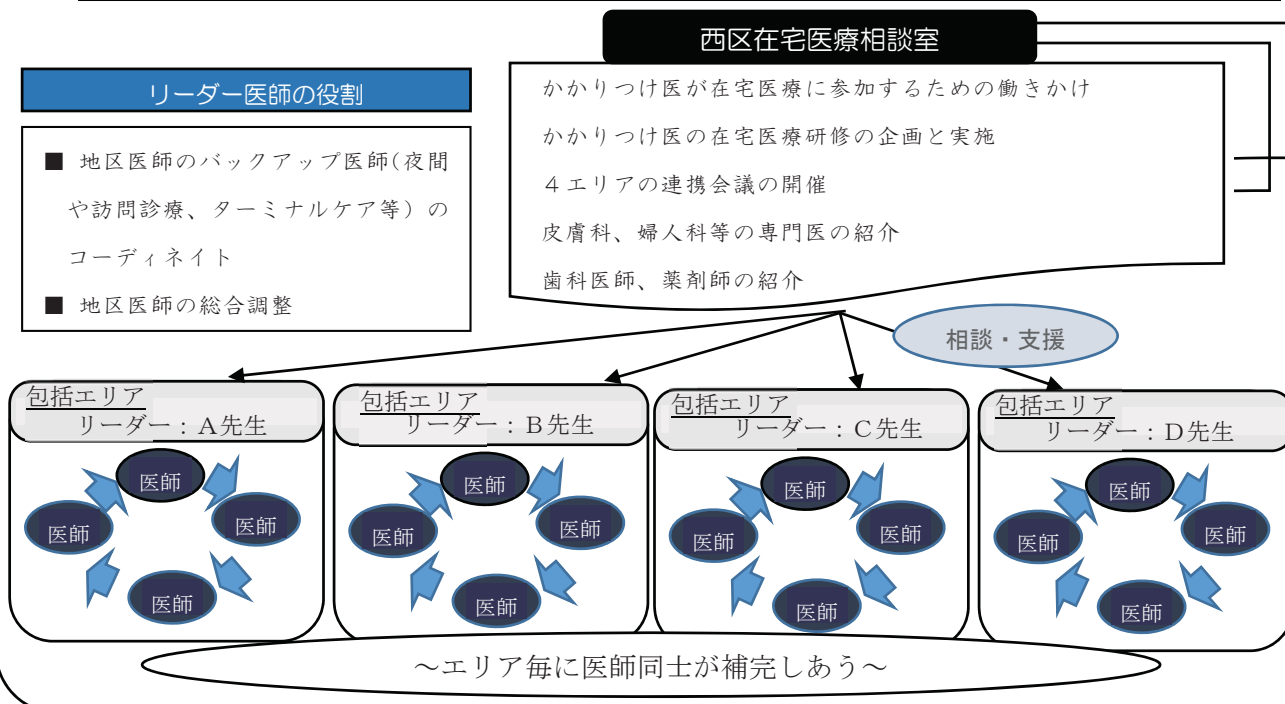 西区在宅医療相談室
かかりつけ医が在宅医療に参加するための働きかけ
かかりつけ医の在宅医療研修の企画と実施
４エリアの連携会議の開催
皮膚科、婦人科等の専門医の紹介
歯科医師、薬剤師の紹介
リーダー医師の役割
■ 地区医師のバックアップ医師（夜間
や訪問診療、ターミナルケア等）の
コーディネイト
■ 地区医師の総合調整
相談・支援
包括エリア
リーダー：Ａ先生
医師
医師
医師
医師
包括エリア
リーダー：Ｂ先生
医師
医師
医師
医師
包括エリア
リーダー：Ｃ先生
医師
医師
医師
医師
包括エリア
リーダー：Ｄ先生
医師
医師
医師
医師
～エリア毎に医師同士が補完しあう～